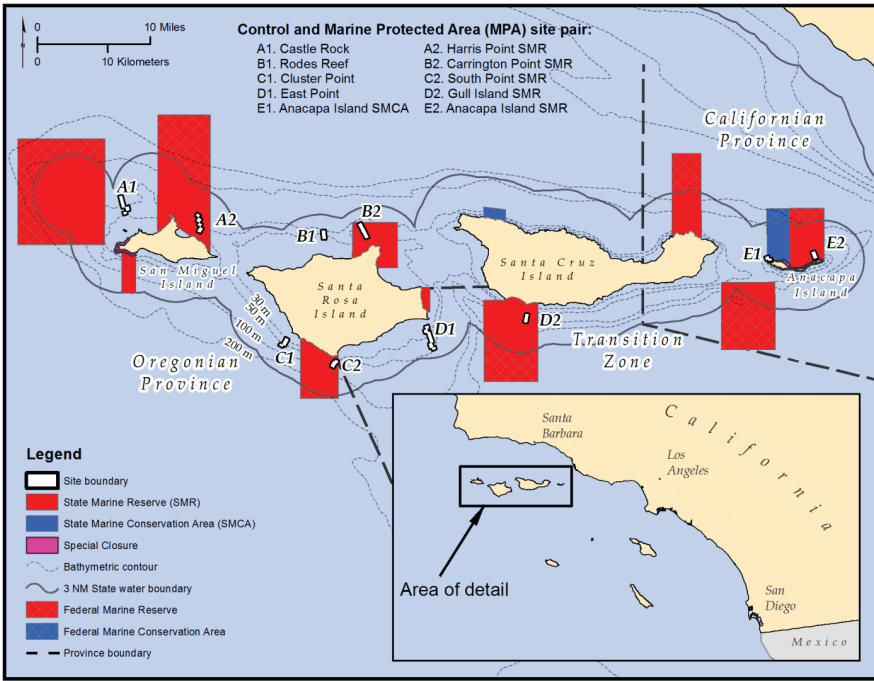 Control and Marine Protected Area (MPA) site pair:
A1. Castle Rock
A2. Harris Point SMR
B1. Rodes Reef
B2. Carrington Point SMR
C1. Cluster Point
C2. South Point SMR
D1. East Point
D2. Gull Island SMR
E1. Anacapa Island SMCA
E2. Anacapa Island SMR
N
0 10 Miles
0 10 Kilometers
Californian
Province
A1
A2
B1
B2
E1
E2
San Miguel
Island
Santa
Rosa
Island
Santa Cruz
Island
Anacapa
Island
30 m
50 m
100 m
200 m
C1
C2
D1
D2
Oregonian
Province
Transition
Zone
Legend
Site boundary
State Marine Reserve (SMR)
State Marine Conservation Area (SMCA)
Special Closure
Bathymetric contour
3 NM State water boundary
Federal Marine Reserve
Federal Marine Conservation Area
Province boundary
Santa
Barbara
California
Los
Angeles
Area of detail
San
Diego
Mexico